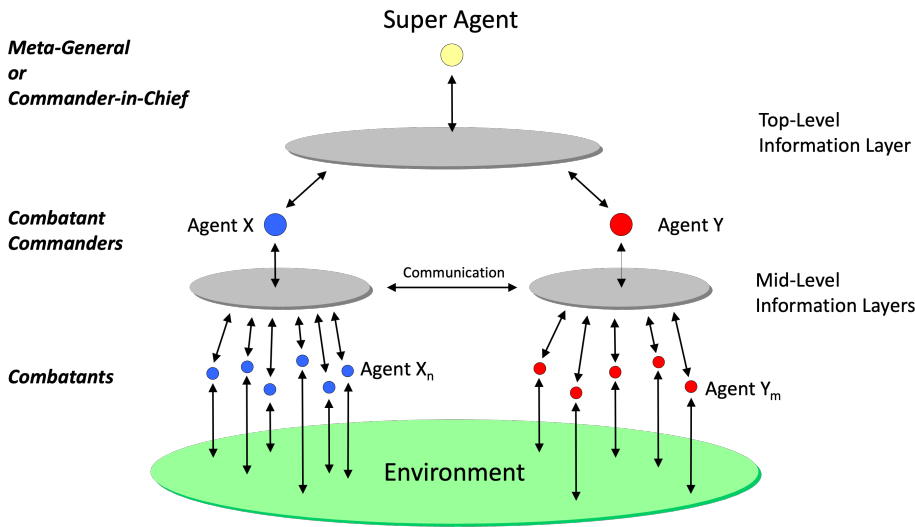 Super Agent
Meta-General
or
Commander-in-Chief
Top-Level
Information Layer
Combatant
Commanders
Agent X
Agent Y
Communication
Mid-Level
Information Layers
Combatants
Agent Xn
Agent Ym
Environment